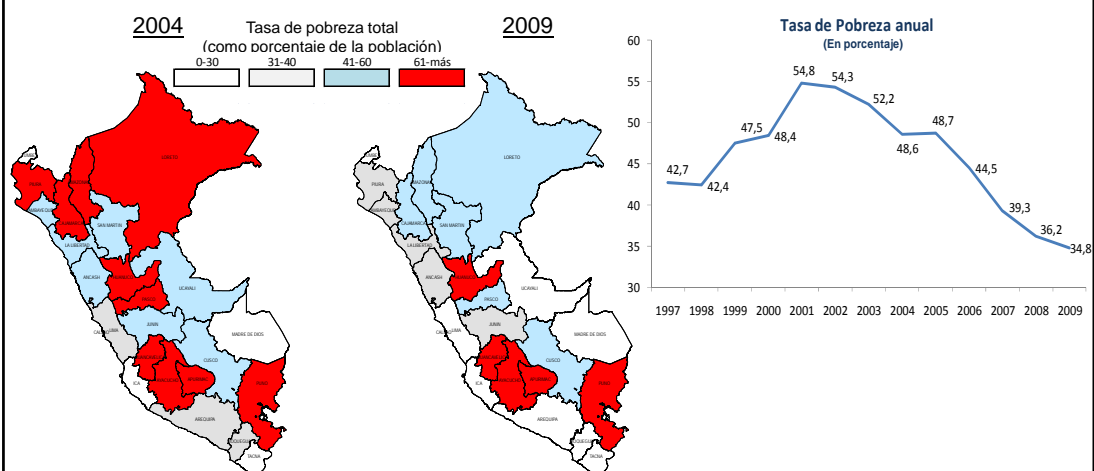 2004
Tasa de pobreza total
(como porcentaje de la población)
2009
0-30
31-40
41-60
61-más
LORETO
PIURA
SAN MARTIN
LA LIBERTAD
ANCASH
UCAYALI
PASCO
JUNIN
LIMA
MADRE DE DIOS
CUSCO
ICA
PUNO
AREQUIPA
TACNA
LORETO
PIURA
CAJAMARCA
SAN MARTIN
LA LIBERTAD
ANCASH
UCAYALI
PASCO
JUNIN
LIMA
MADRE DE DIOS
CUSCO
ICA
PUNO
AREQUIPA
TACNA
Tasa de Pobreza anual
(En porcentaje)
60
55
50
45
40
35
30
42,7
42,4
47,5
48,4
54,8
54,3
52,2
48,6
48,7
44,5
39,3
36,2
34,8
1997 1998 1999 2000 2001 2002 2003 2004 2005 2006 2007 2008 2009